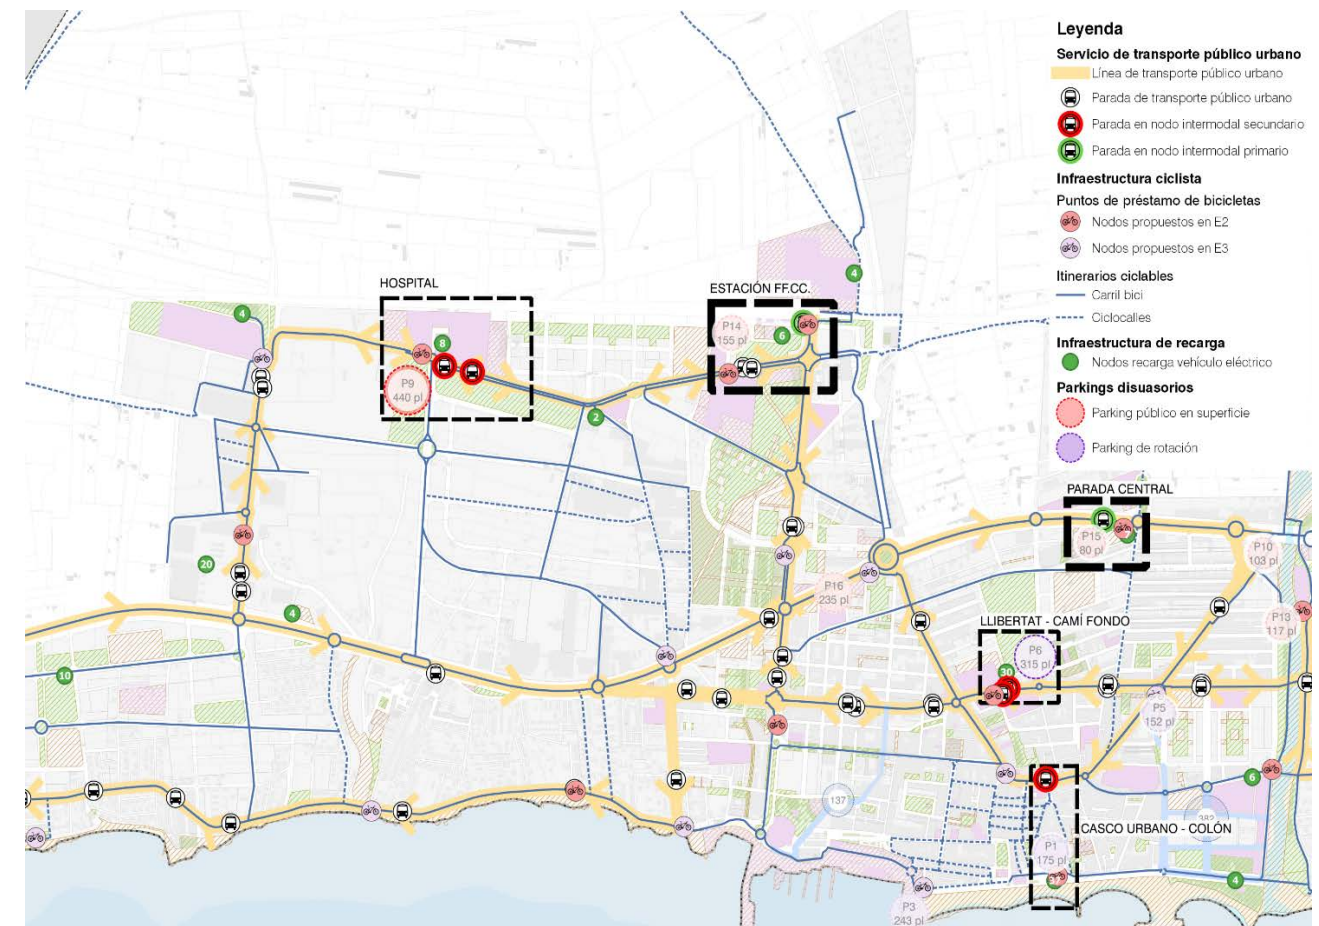 Leyenda
Servicio de transporte público urbano
Línea de transporte público urbano
Parada de transporte público urbano
Parada en nodo intermodal secundario
Parada en nodo intermodal primario
Infraestructura ciclista
Puntos de préstamo de bicicletas
Nodos propuestos en E2
Nodos propuestos en E3
Itinerarios ciclables
Carril bici
Ciclocalles
Infraestructura de recarga
Nodos recarga vehículo eléctrico
Parkings disuasorios
Parking público en superficie
Parking de rotación
4
HOSPITAL
ESTACIÓN FF.CC.
4
P14
155 pl
6
8
P9
440 pl
2
PARADA CENTRAL
P15
80 pl
P10
103 pl
20
P16
235 pl
4
P13
117 pl
LLIBERTAT - CAMÍ FONDO
P6
315 pl
30
10
P5
152 pl
6
137
382
CASCO URBANO - COLÓN
P1
175 pl
4
P3
243 pl